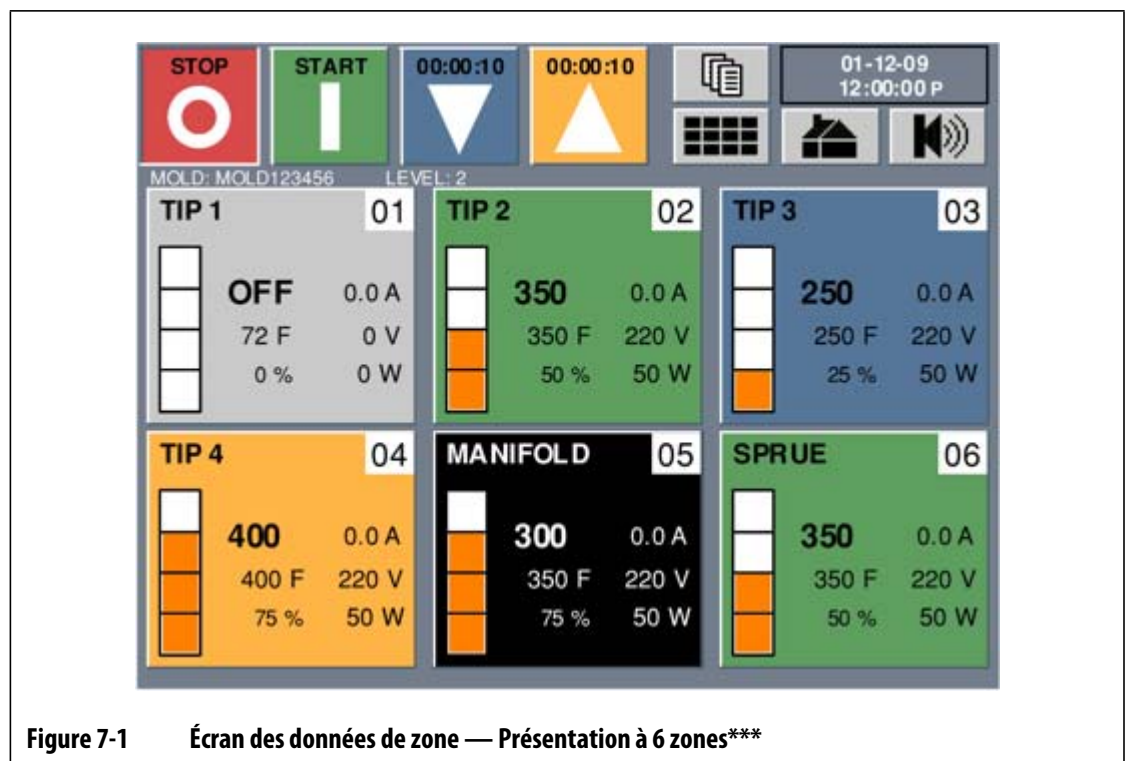 STOP START 00:00:10 00:00:10 01-12-09
12:00:00 P
MOLD: MOLD123456 LEVEL: 2
TIP 1 01 TIP 2 02 TIP 3 03
OFF 0.0 A 350 0.0 A 250 0.0 A
72 F 0 V 350 F 220 V 250 F 220 V
0 % 0 W 50 % 50 W 25 % 50 W
TIP 4 04 MANIFOLD 05 SPRUE 06
400 0.0 A 300 0.0 A 350 0.0 A
400 F 220 V 350 F 220 V 350 F 220 V
75 % 50 W 75 % 50 W 50 % 50 W
Figure 7-1 Écran des données de zone — Présentation à 6 zones***